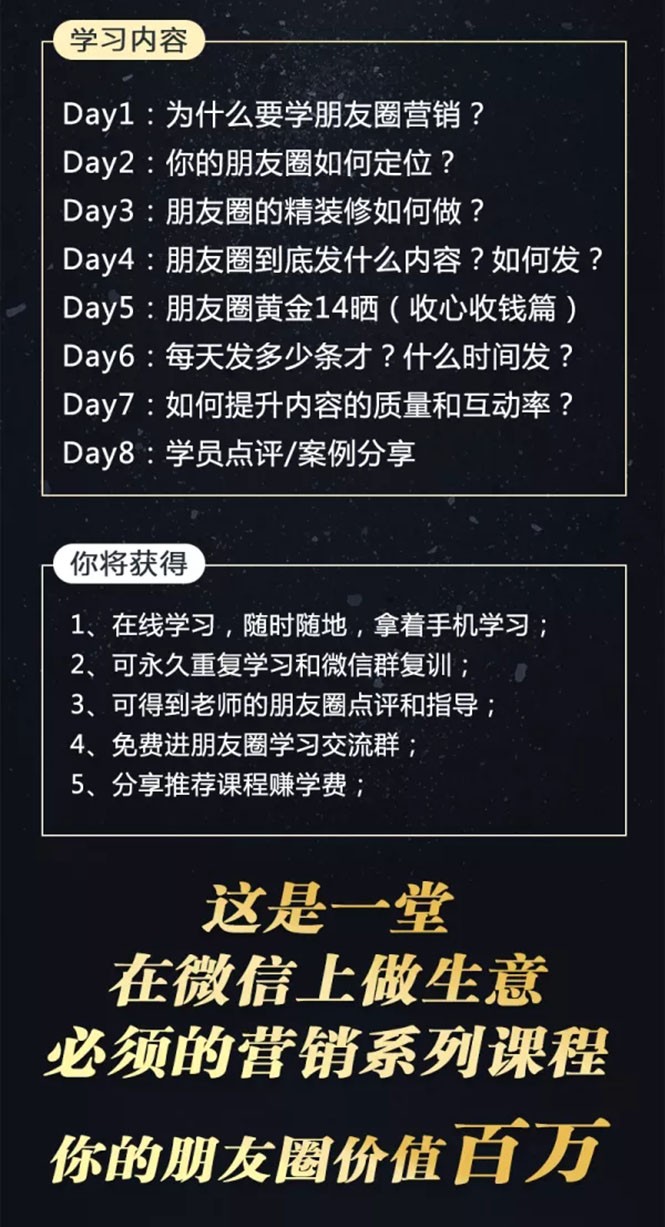 学习内容
Day1：为什么要学朋友圈营销？
Day2：你的朋友圈如何定位？
Day3：朋友圈的精装修如何做？
Day4：朋友圈到底发什么内容？如何发？
Day5：朋友圈黄金14晒（收心收钱篇）
Day6：每天发多少条才？什么时间发？
Day7：如何提升内容的质量和互动率？
Day8：学员点评/案例分享
你将获得
1、在线学习，随时随地，拿着手机学习；
2、可永久重复学习和微信群复训；
3、可得到老师的朋友圈点评和指导；
4、免费进朋友圈学习交流群；
5、分享推荐课程赚学费；
这是一堂
在微信上做生意
必须的营销系列课程
你的朋友圈价值百万